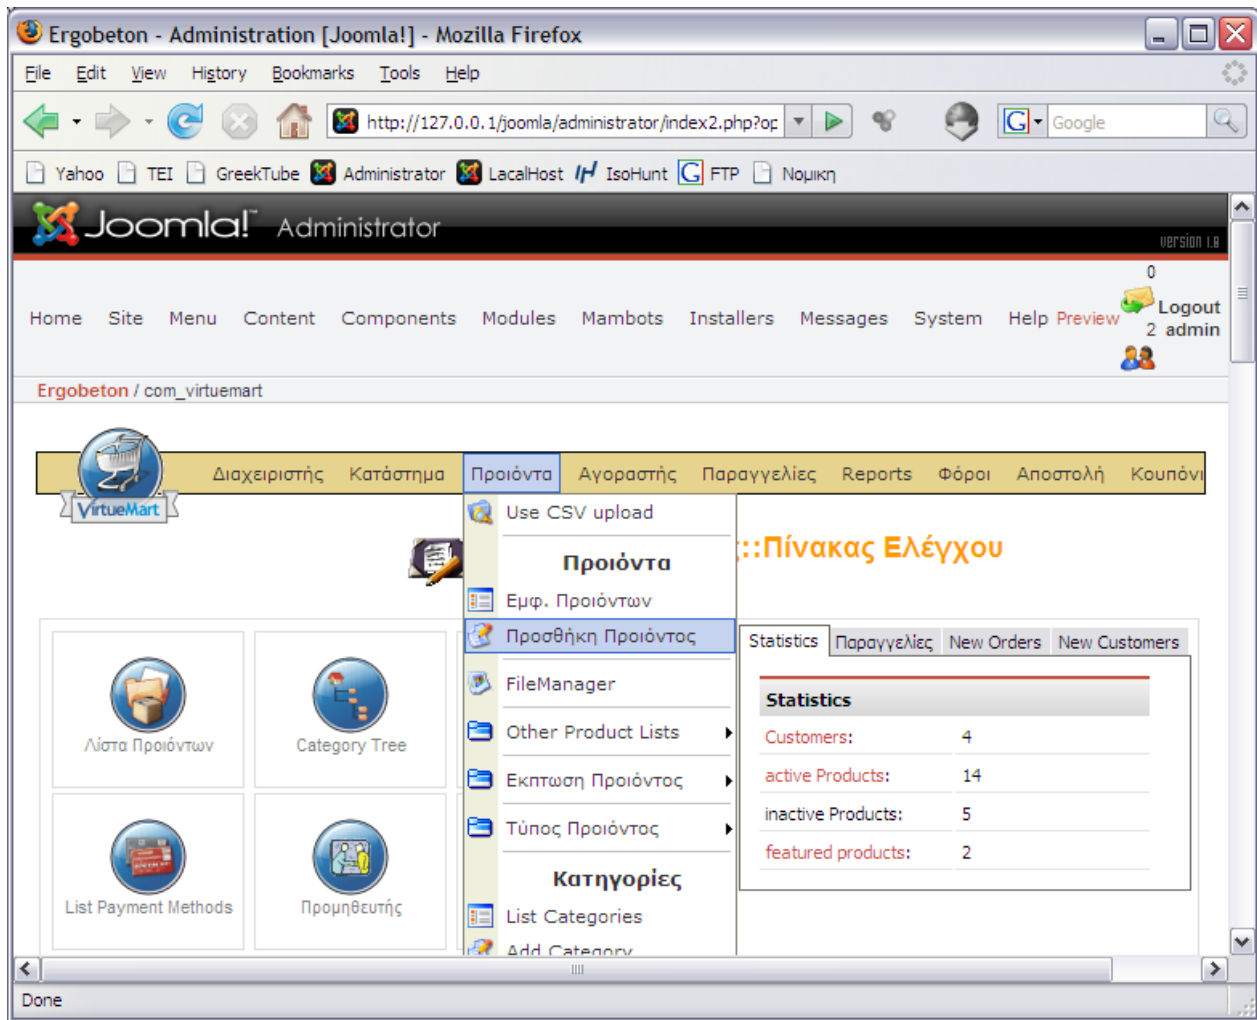 Ergobeton - Administration [Joomla!] - Mozilla Firefox
File Edit View History Bookmarks Tools Help
http://127.0.0.1/joomla/administrator/index2.php?op G Google
Yahoo TEI GreekTube Administrator LacalHost IsoHunt FTP Νομικη
Joomla!™ Administrator
version 1.0
0
Home Site Menu Content Components Modules Mambots Installers Messages System Help Preview Logout
2 admin
Ergobeton / com_virtuemart
VirtueMart
Διαχειριστής Κατάστημα Προιόντα Αγοραστής Παραγγελίες Reports Φόροι Αποστολή Κουπόνι
Use CSV upload
ς::Πίνακας Ελέγχου
Προιόντα
Εμφ. Προιόντων
Προσθήκη Προιόντος
FileManager
Other Product Lists
Εκπτωση Προιόντος
Τύπος Προιόντος
Κατηγορίες
List Categories
Add Category
Λίστα Προιόντων Category Tree
List Payment Methods Προμηθευτής
Statistics Παραγγελίες New Orders New Customers
Statistics
Customers: 4
active Products: 14
inactive Products: 5
featured products: 2
Done